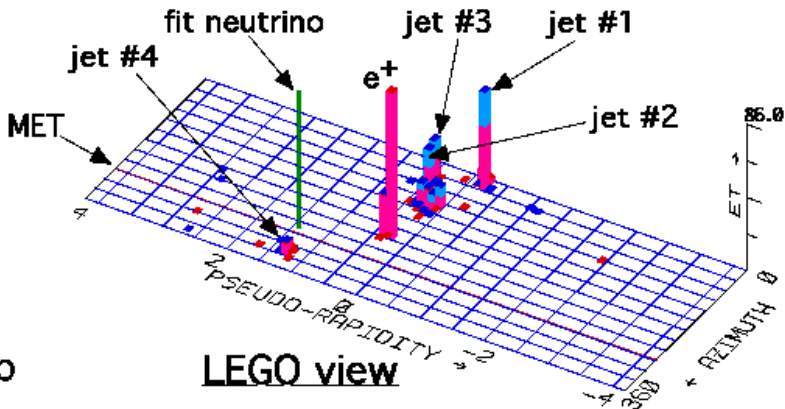 fit neutrino
jet #3
jet #1
jet #4
e+
MET
jet #2
86.0
ET →
4
2
0
-2
-4
PSEUDO-RAPIDITY →
360
← AZIMUTH 0
LEGO view
o